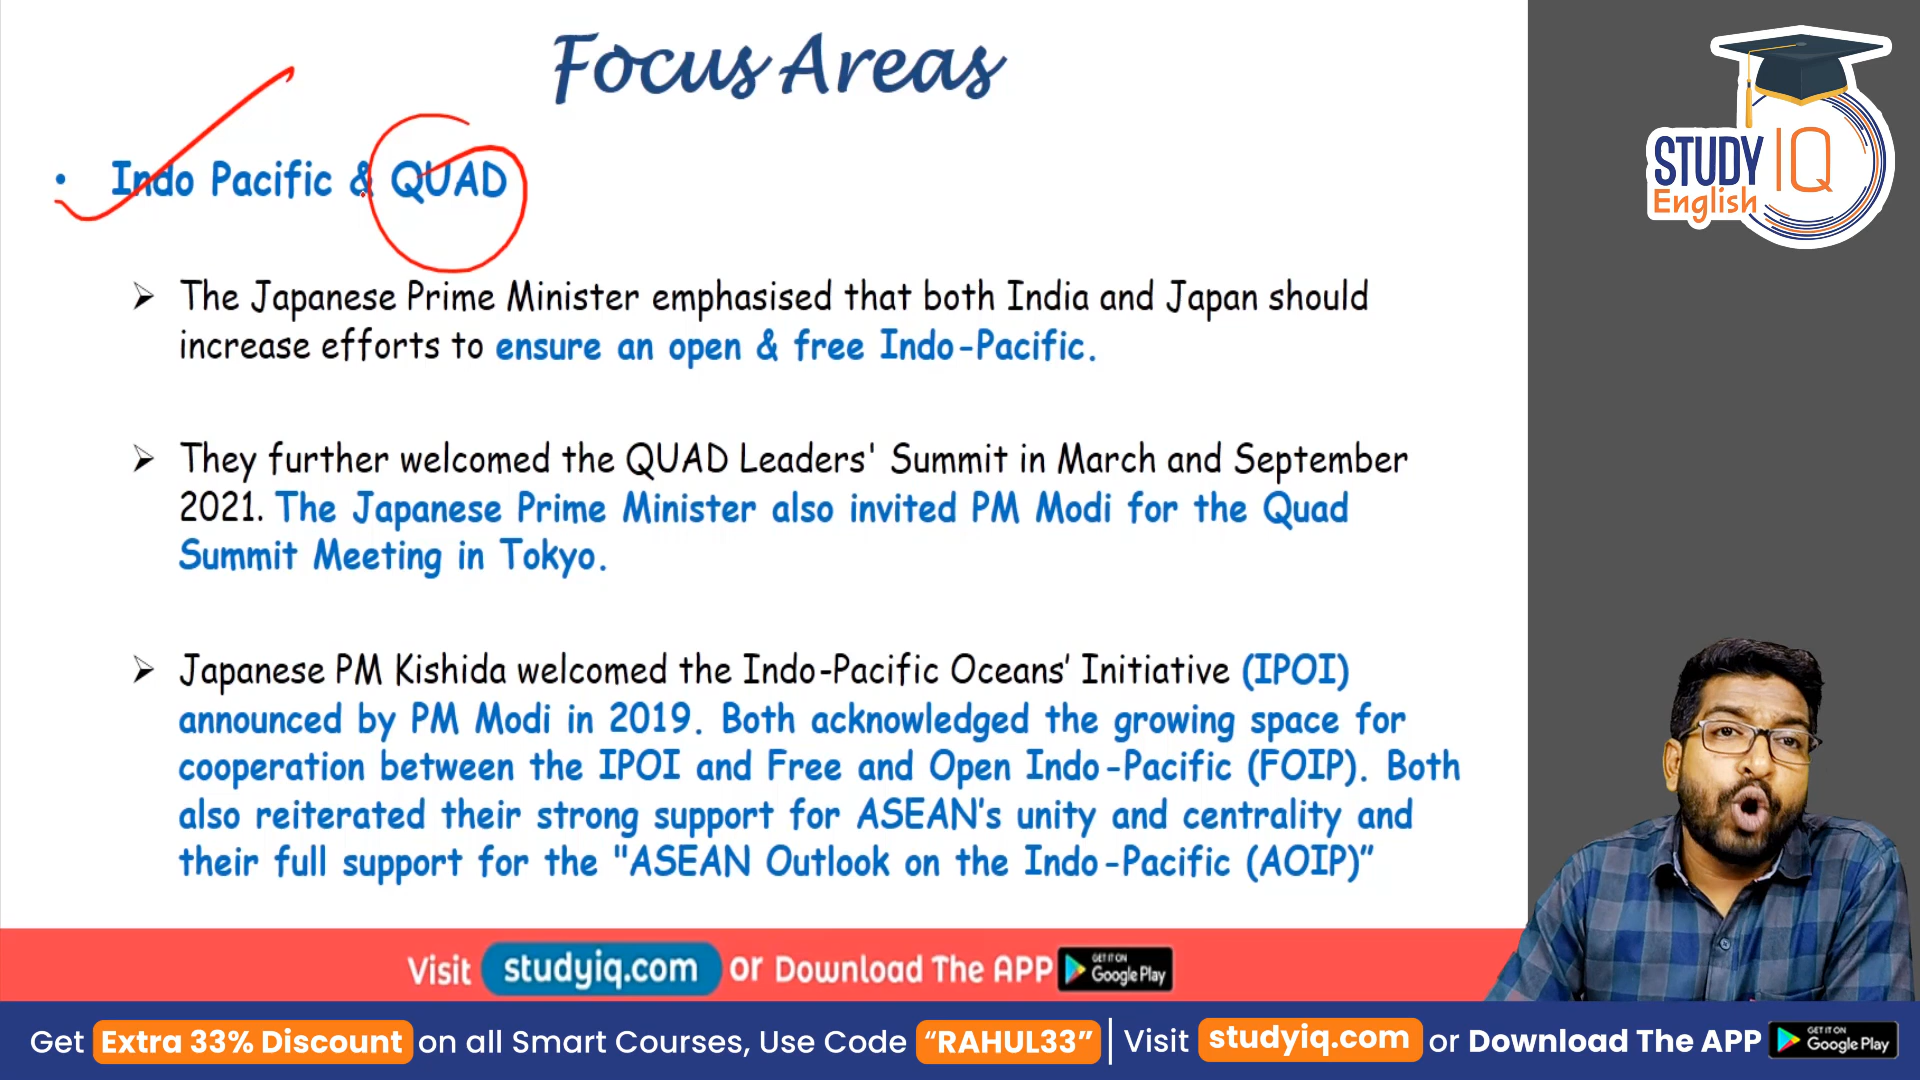 Focus Areas
• Indo Pacific & QUAD
➢ The Japanese Prime Minister emphasised that both India and Japan should
increase efforts to ensure an open & free Indo-Pacific.
➢ They further welcomed the QUAD Leaders' Summit in March and September
2021. The Japanese Prime Minister also invited PM Modi for the Quad
Summit Meeting in Tokyo.
➢ Japanese PM Kishida welcomed the Indo-Pacific Oceans’ Initiative (IPOI)
announced by PM Modi in 2019. Both acknowledged the growing space for
cooperation between the IPOI and Free and Open Indo-Pacific (FOIP). Both
also reiterated their strong support for ASEAN’s unity and centrality and
their full support for the "ASEAN Outlook on the Indo-Pacific (AOIP)”
STUDY IQ
English
Visit studyiq.com or Download The APP GET IT ON Google Play
Get Extra 33% Discount on all Smart Courses, Use Code “RAHUL33” | Visit studyiq.com or Download The APP GET IT ON Google Play